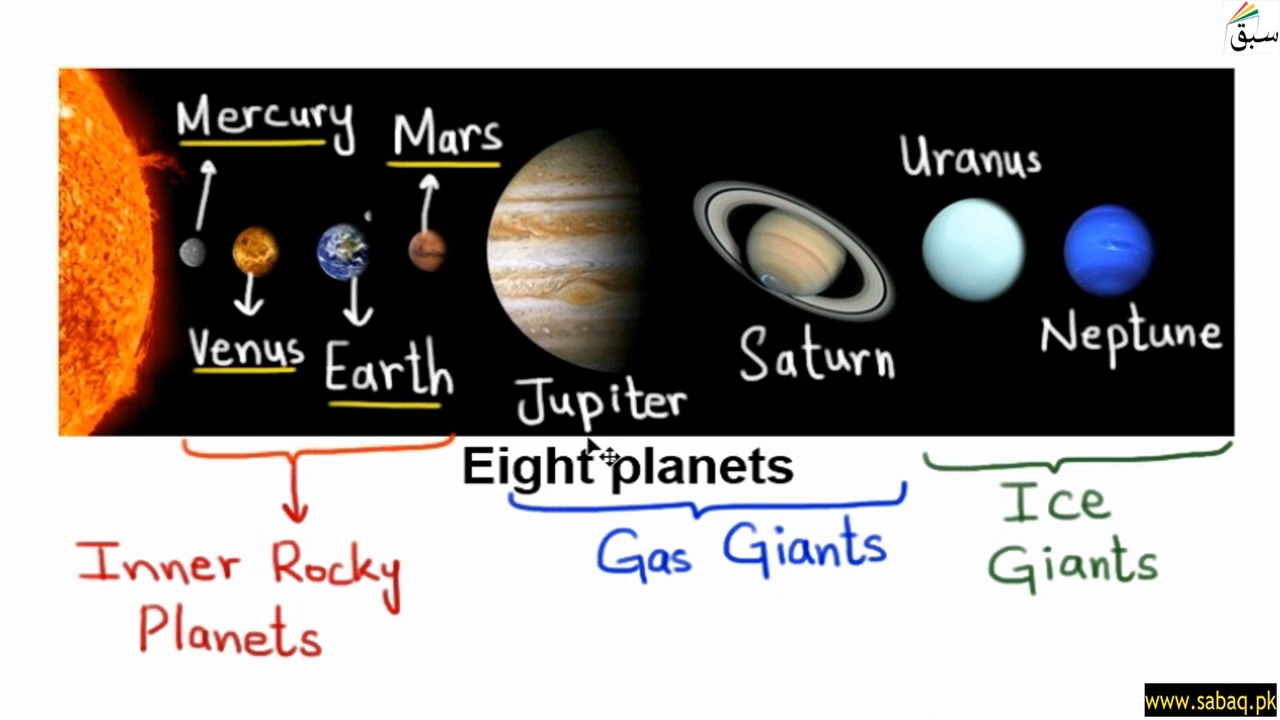 سبق
Mercury
Mars
Uranus
Venus
Earth
Jupiter
Saturn
Neptune
Eight planets
Inner Rocky
Planets
Gas Giants
Ice
Giants
www.sabaq.pk